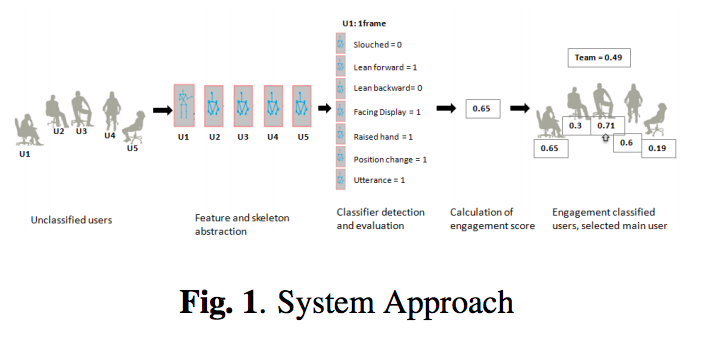 U1: 1frame
Slouched = 0
Lean forward = 1
Lean backward= 0
Facing Display = 1
Raised hand = 1
Position change = 1
Utterance = 1
U1
U2
U3
U4
U5
U1
U2
U3
U4
U5
0.65
Team = 0.49
0.65
0.3
0.71
0.6
0.19
Unclassified users
Feature and skeleton
abstraction
Classifier detection
and evaluation
Calculation of
engagement score
Engagement classified
users, selected main user
Fig. 1. System Approach